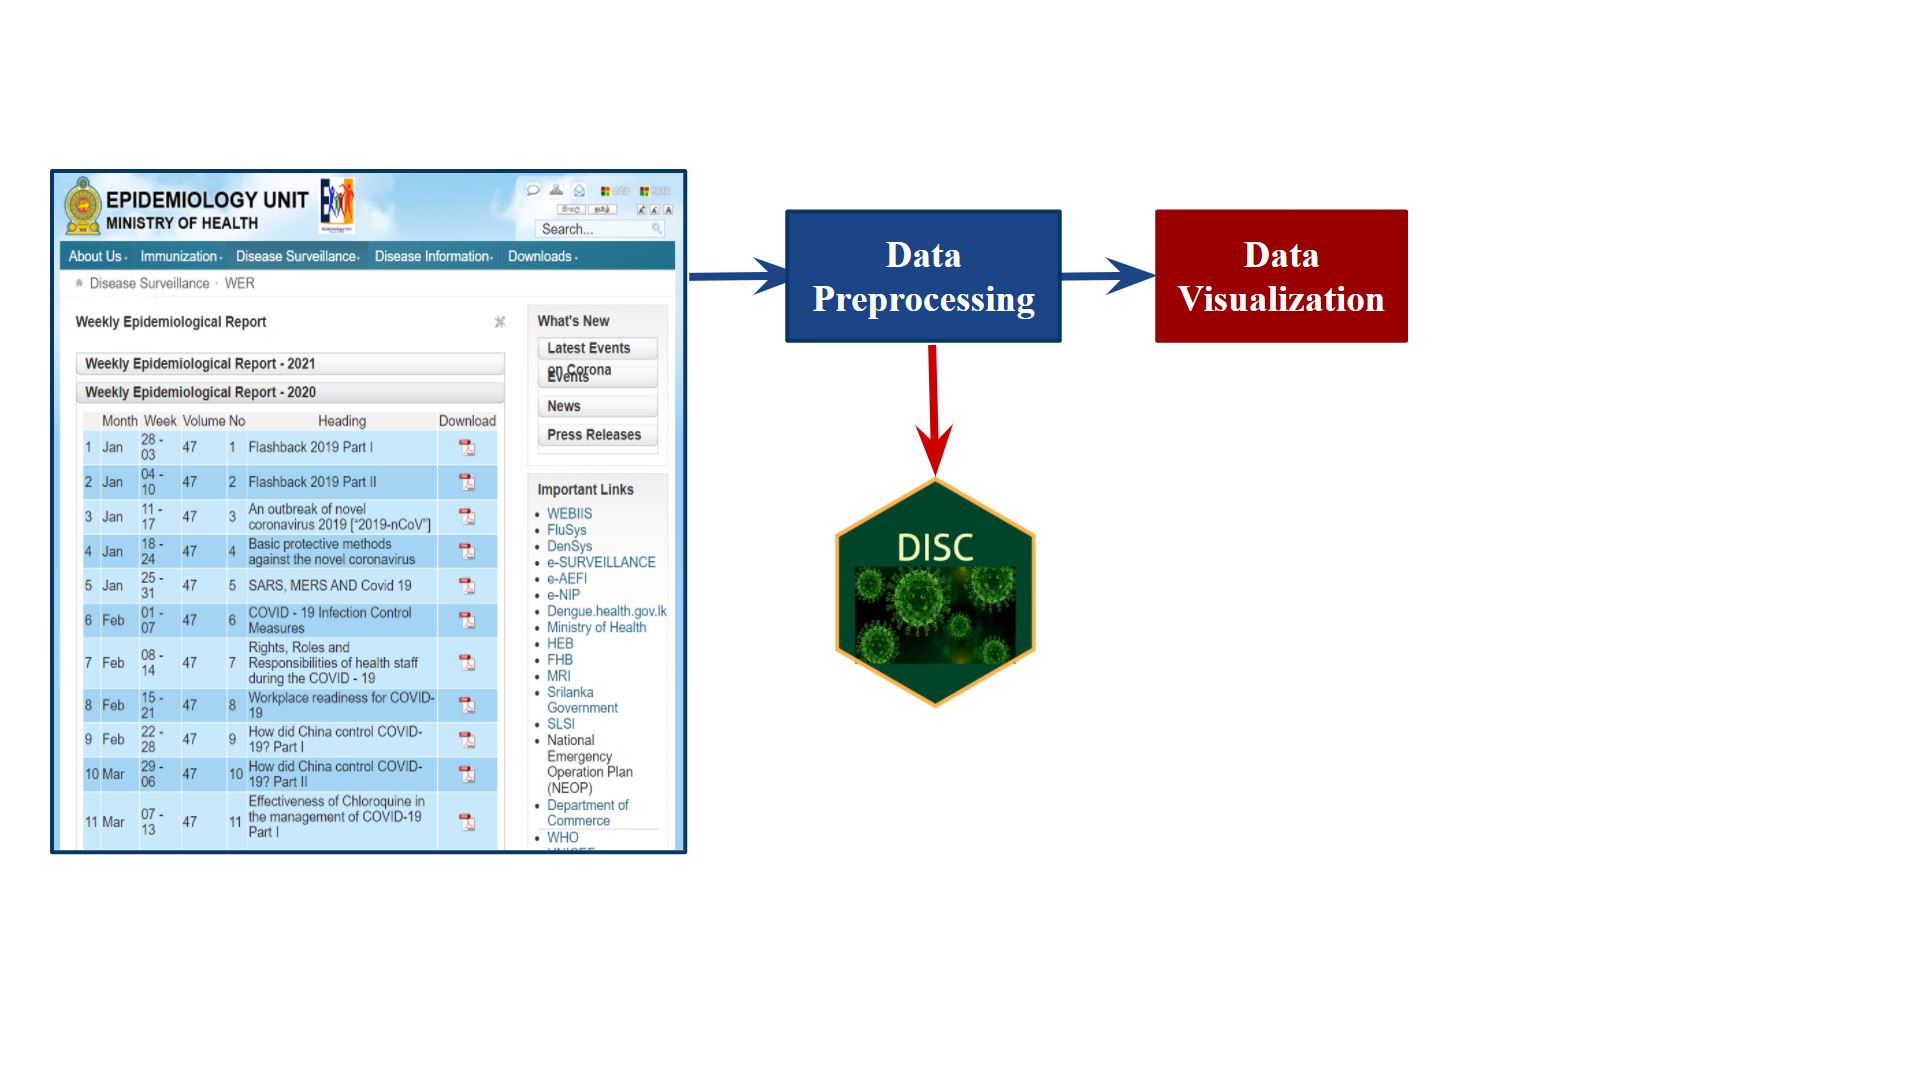 EPIDEMIOLOGY UNIT
MINISTRY OF HEALTH
Search...
About Us
Immunization
Disease Surveillance
Disease Information
Downloads
Disease Surveillance
WER
Weekly Epidemiological Report
Weekly Epidemiological Report - 2021
Weekly Epidemiological Report - 2020
Month Week Volume No Heading Download
1 Jan 28 - 03 47 1 Flashback 2019 Part I
2 Jan 04 - 10 47 2 Flashback 2019 Part II
3 Jan 11 - 17 47 3 An outbreak of novel
coronavirus 2019 ["2019-nCoV"]
4 Jan 18 - 24 47 4 Basic protective methods
against the novel coronavirus
5 Jan 25 - 31 47 5 SARS, MERS AND Covid 19
6 Feb 01 - 07 47 6 COVID - 19 Infection Control
Measures
7 Feb 08 - 14 47 7 Rights, Roles and
Responsibilities of health staff
during the COVID - 19
8 Feb 15 - 21 47 8 Workplace readiness for COVID-
19
9 Feb 22 - 28 47 9 How did China control COVID-
19? Part I
10 Mar 29 - 06 47 10 How did China control COVID-
19? Part II
11 Mar 07 - 13 47 11 Effectiveness of Chloroquine in
the management of COVID-19
Part I
What's New
Latest Events
on Corona
Events
News
Press Releases
Important Links
WEBIIS
FluSys
DenSys
e-SURVEILLANCE
e-AEFI
e-NIP
Dengue.health.gov.lk
Ministry of Health
HEB
FHB
MRI
Srilanka
Government
SLSI
National
Emergency
Operation Plan
(NEOP)
Department of
Commerce
WHO
Data
Preprocessing
Data
Visualization
DISC